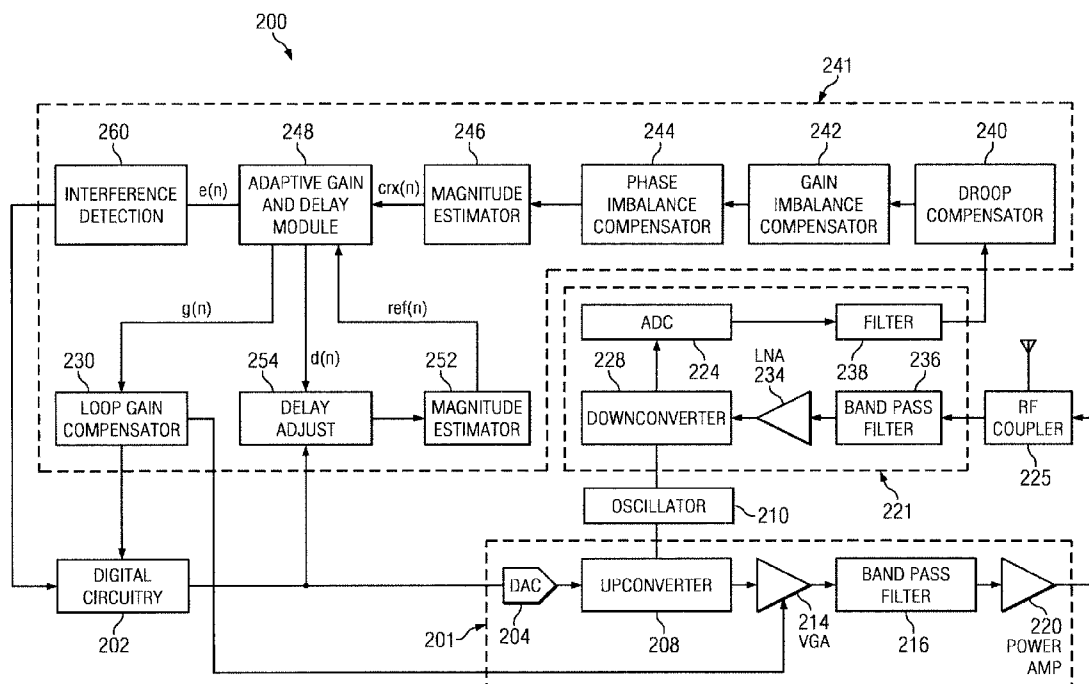 200
241
260
248
246
244
242
240
INTERFERENCE
DETECTION
e(n)
ADAPTIVE GAIN
AND DELAY
MODULE
crx(n)
MAGNITUDE
ESTIMATOR
PHASE
IMBALANCE
COMPENSATOR
GAIN
IMBALANCE
COMPENSATOR
DROOP
COMPENSATOR
g(n)
ref(n)
d(n)
ADC
FILTER
230
254
252
228
224
LNA
234
238
236
LOOP GAIN
COMPENSATOR
DELAY
ADJUST
MAGNITUDE
ESTIMATOR
DOWNCONVERTER
BAND PASS
FILTER
RF
COUPLER
225
221
OSCILLATOR
210
DIGITAL
CIRCUITRY
202
DAC
204
UPCONVERTER
208
214
VGA
BAND PASS
FILTER
216
220
POWER
AMP
201